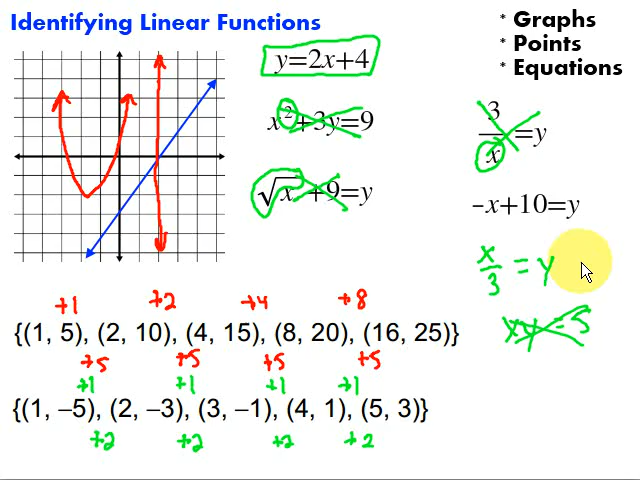 Identifying Linear Functions
* Graphs
* Points
* Equations
y=2x+4
x²+3y=9
√x +9=y
3/x=y
-x+10=y
x/3 = y
xy = 5
+1 +2 +4 +8
{(1, 5), (2, 10), (4, 15), (8, 20), (16, 25)}
+5 +5 +5 +5
+1 +1 +1 +1
{(1, –5), (2, –3), (3, –1), (4, 1), (5, 3)}
+2 +2 +2 +2